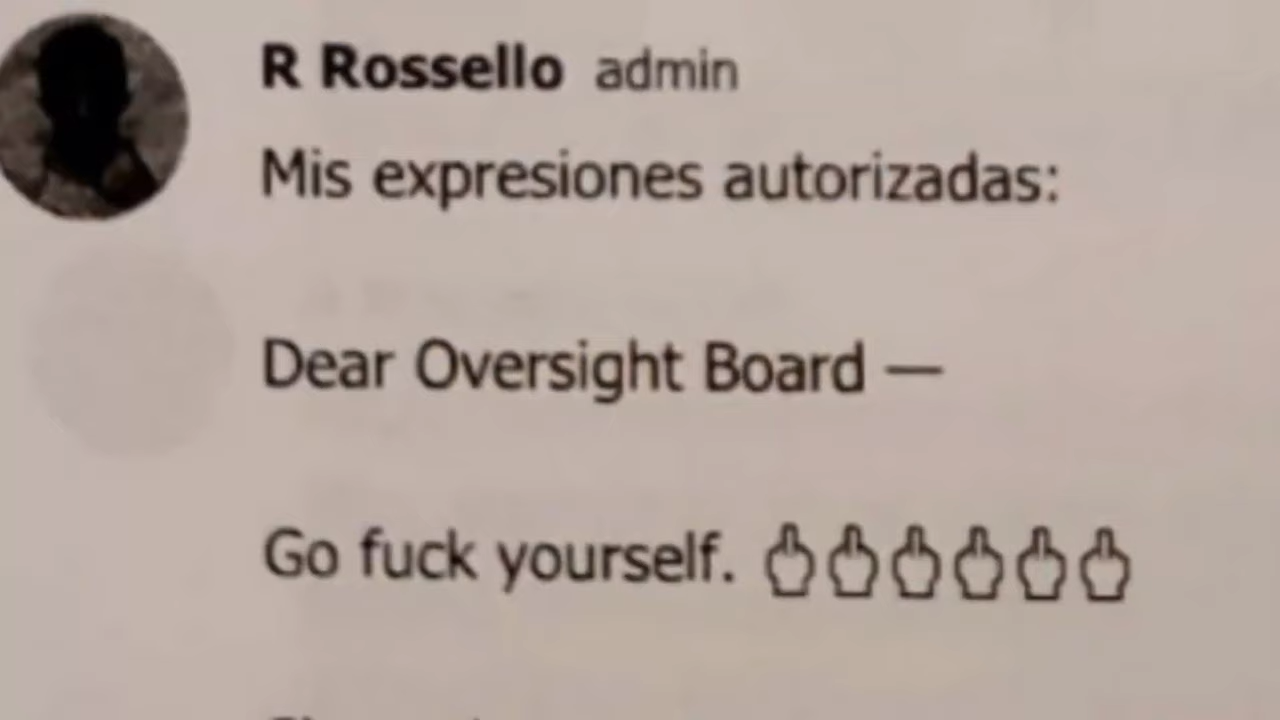 R Rossello admin
Mis expresiones autorizadas:
Dear Oversight Board —
Go fuck yourself. 🖕🖕🖕🖕🖕🖕